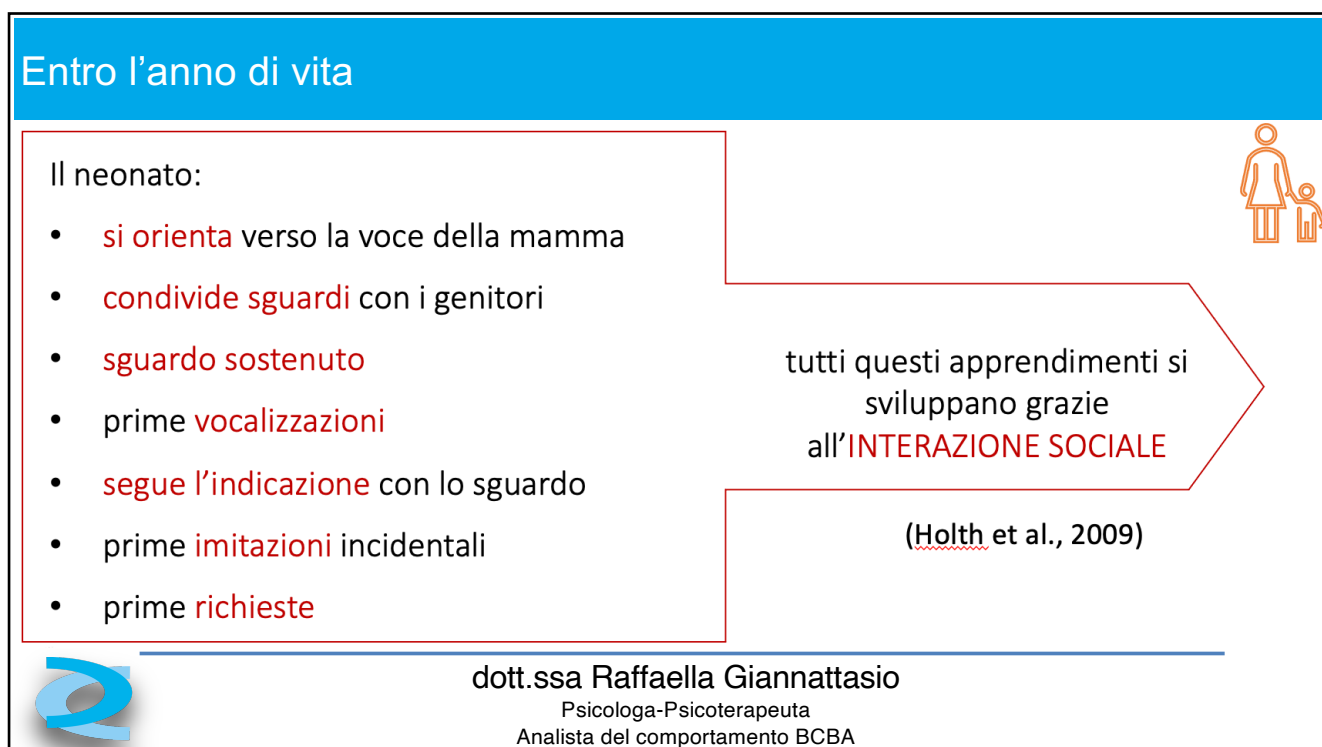 Entro l’anno di vita
Il neonato:
• si orienta verso la voce della mamma
• condivide sguardi con i genitori
• sguardo sostenuto
• prime vocalizzazioni
• segue l’indicazione con lo sguardo
• prime imitazioni incidentali
• prime richieste
tutti questi apprendimenti si
sviluppano grazie
all’INTERAZIONE SOCIALE
(Holth et al., 2009)
dott.ssa Raffaella Giannattasio
Psicologa-Psicoterapeuta
Analista del comportamento BCBA